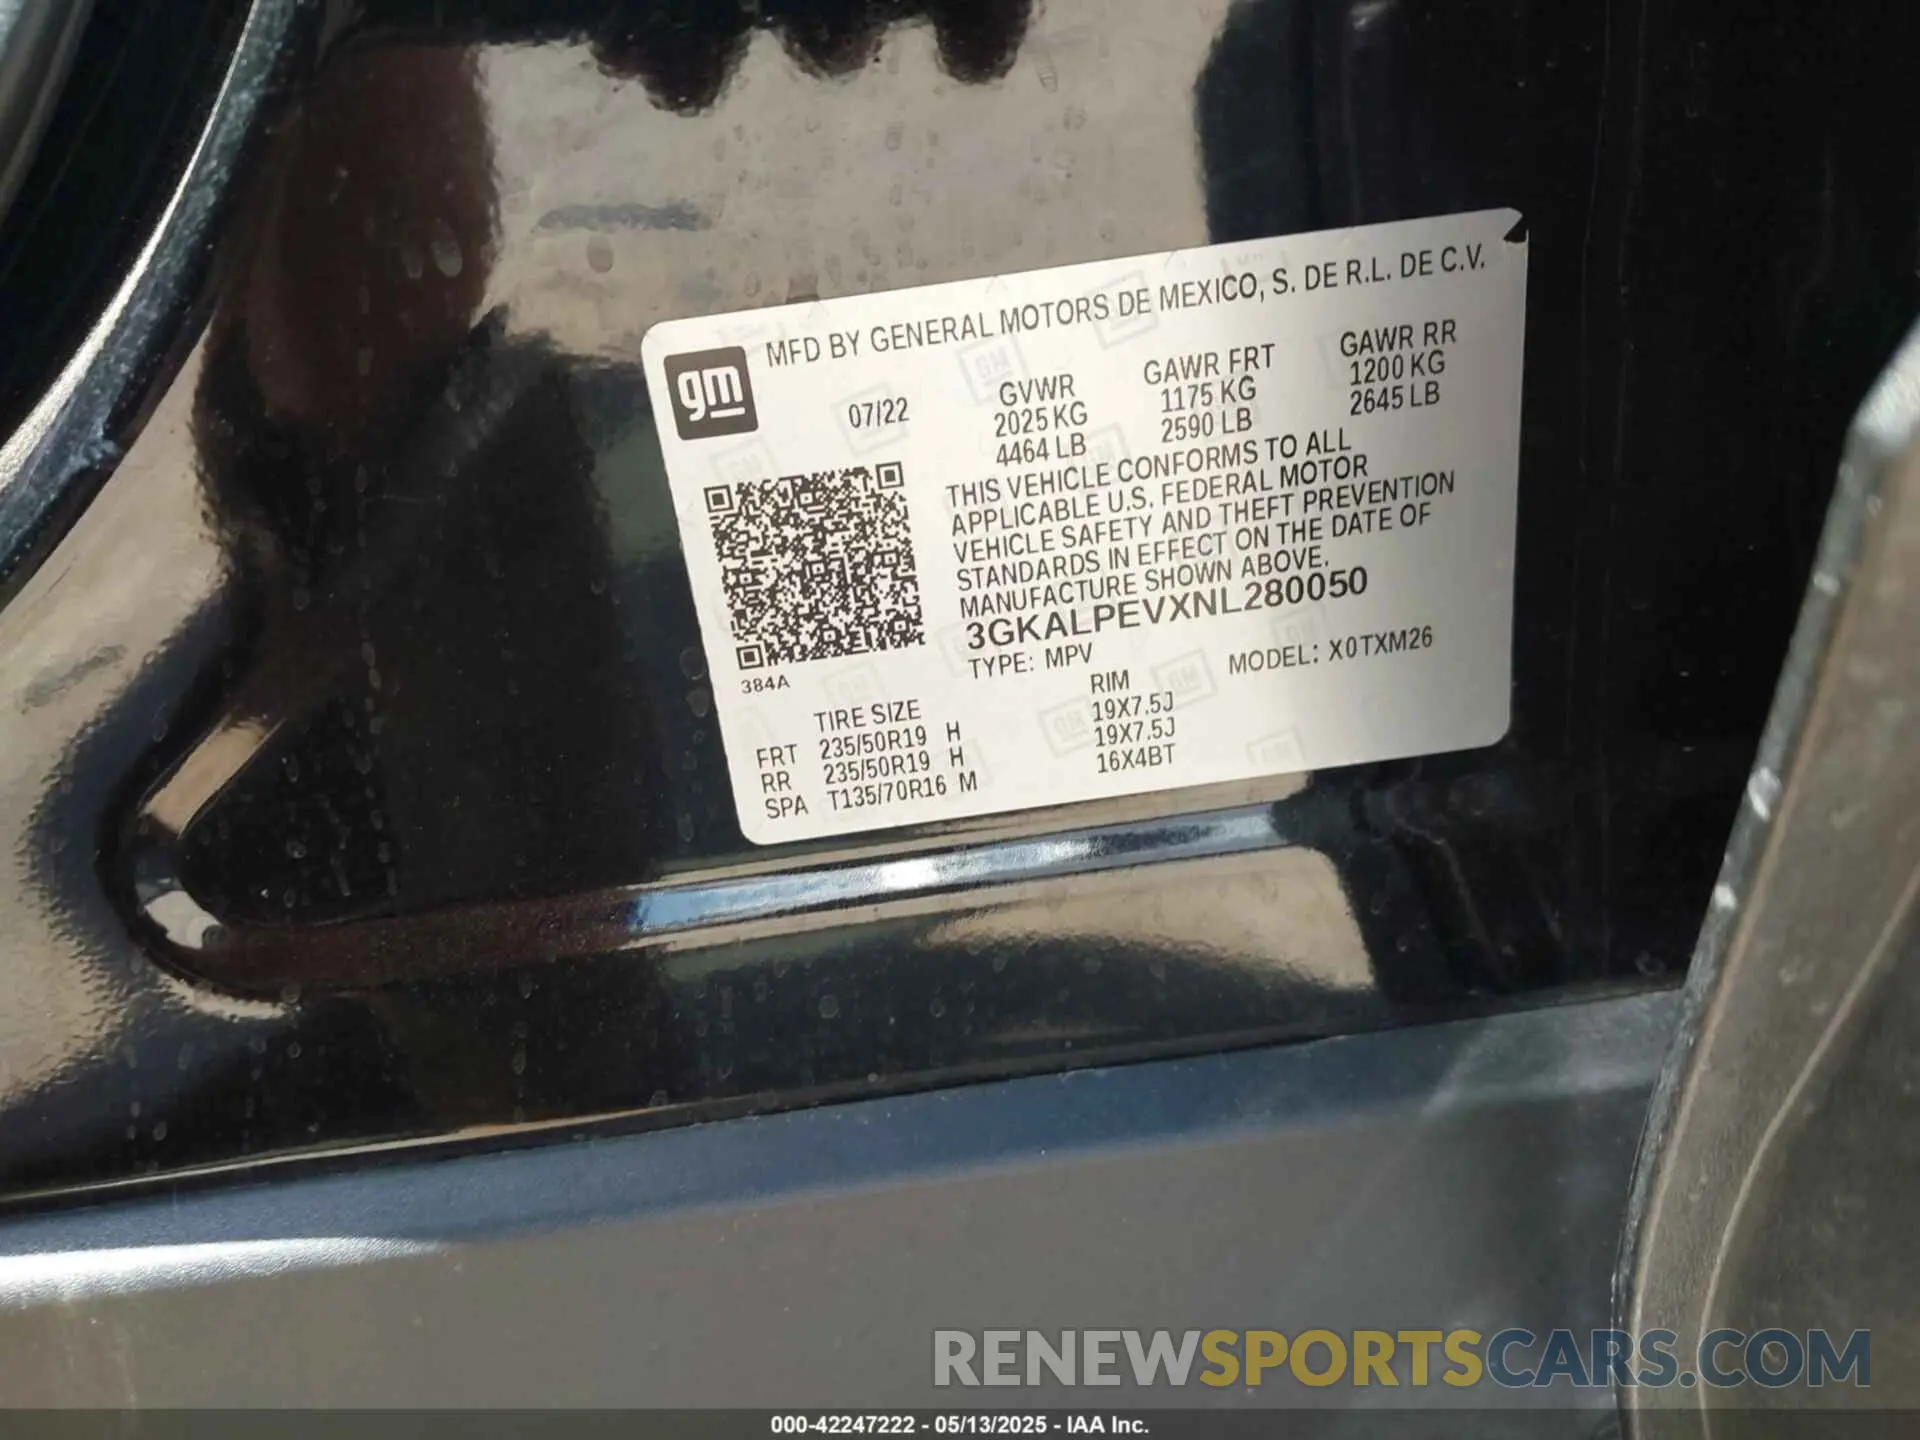 MFD BY GENERAL MOTORS DE MEXICO, S. DE R.L. DE C.V.
gm
07/22
GVWR
2025 KG
4464 LB
GAWR FRT
1175 KG
2590 LB
GAWR RR
1200 KG
2645 LB
THIS VEHICLE CONFORMS TO ALL
APPLICABLE U.S. FEDERAL MOTOR
VEHICLE SAFETY AND THEFT PREVENTION
STANDARDS IN EFFECT ON THE DATE OF
MANUFACTURE SHOWN ABOVE.
3GKALPEVXNL280050
TYPE: MPV MODEL: X0TXM26
384A
TIRE SIZE RIM
FRT 235/50R19 H 19X7.5J
RR 235/50R19 H 19X7.5J
SPA T135/70R16 M 16X4BT
RENEWSPORTSCARS.COM
000-42247222 - 05/13/2025 - IAA Inc.